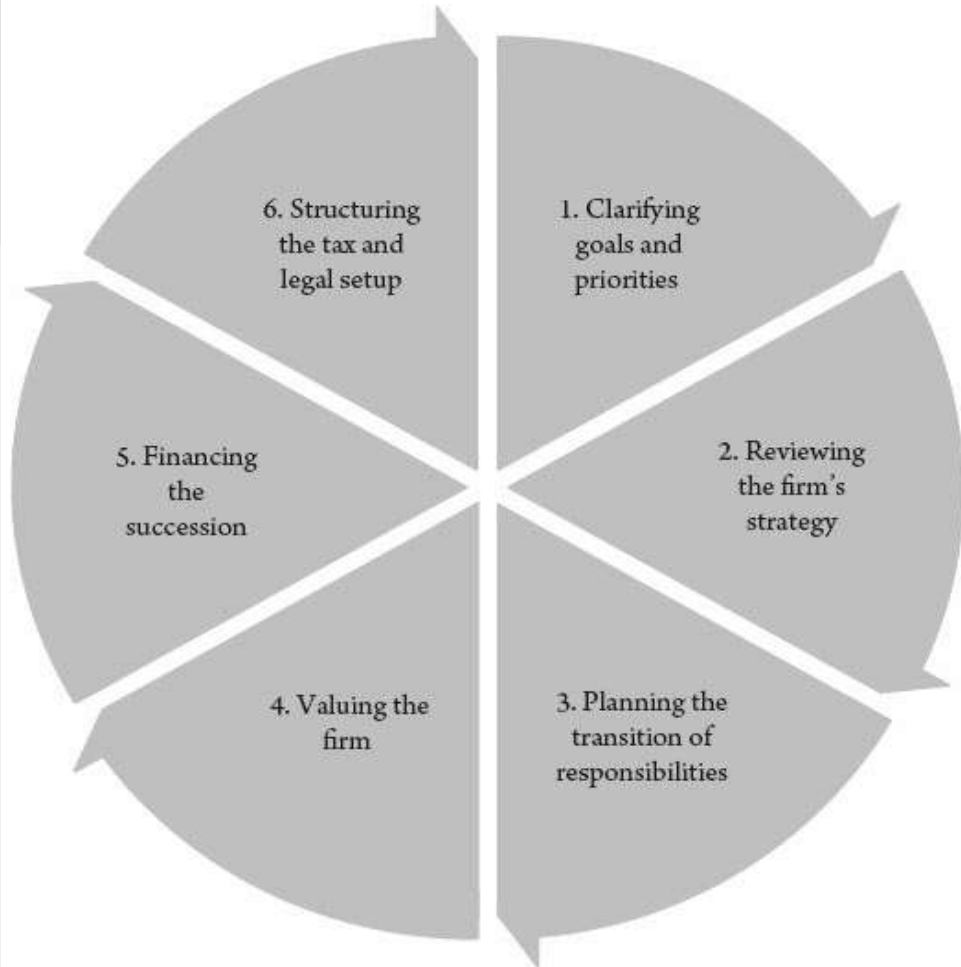 1. Clarifying
goals and
priorities
2. Reviewing
the firm’s
strategy
3. Planning the
transition of
responsibilities
4. Valuing the
firm
5. Financing
the
succession
6. Structuring
the tax and
legal setup